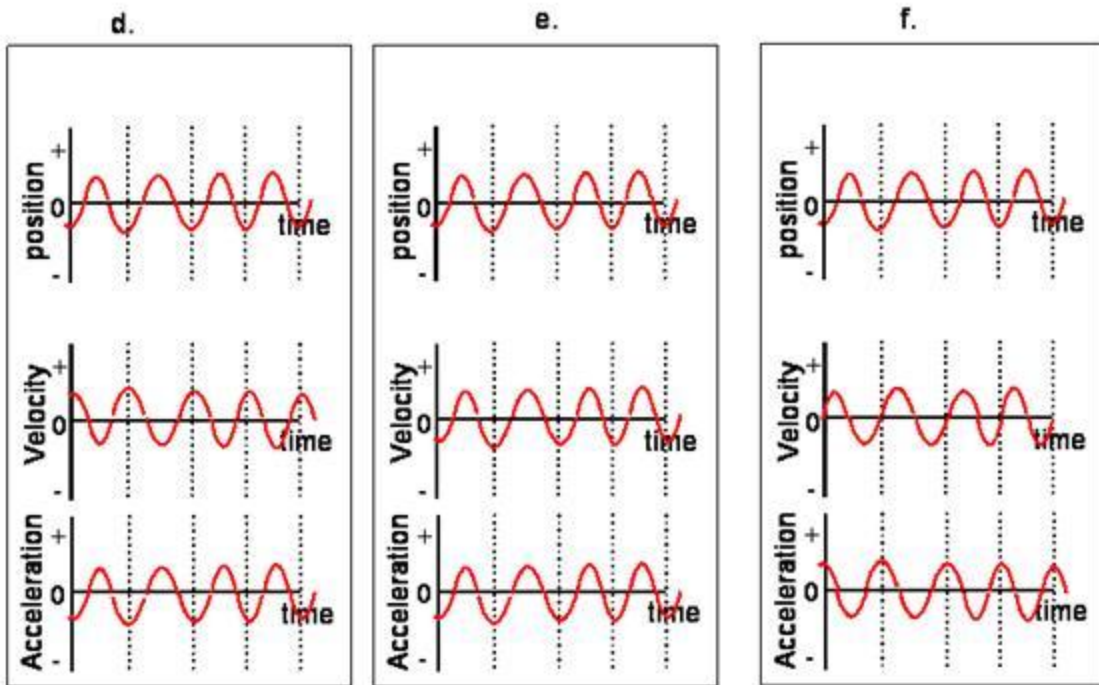 d.
e.
f.
+
position
0
time
-
+
position
0
time
-
+
position
0
time
-
+
Velocity
0
time
-
+
Velocity
0
time
-
+
Velocity
0
time
-
+
Acceleration
0
time
-
+
Acceleration
0
time
-
+
Acceleration
0
time
-